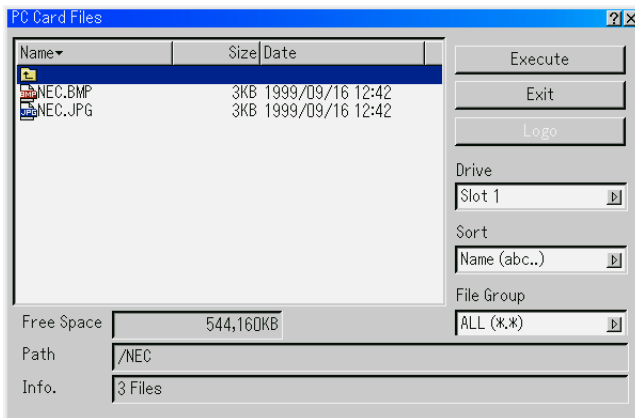 PC Card Files
Name Size Date
NEC.BMP 3KB 1999/09/16 12:42
NEC.JPG 3KB 1999/09/16 12:42
Execute
Exit
Logo
Drive
Slot 1
Sort
Name (abc..)
File Group
ALL (*.*)
Free Space 544,160KB
Path /NEC
Info. 3 Files